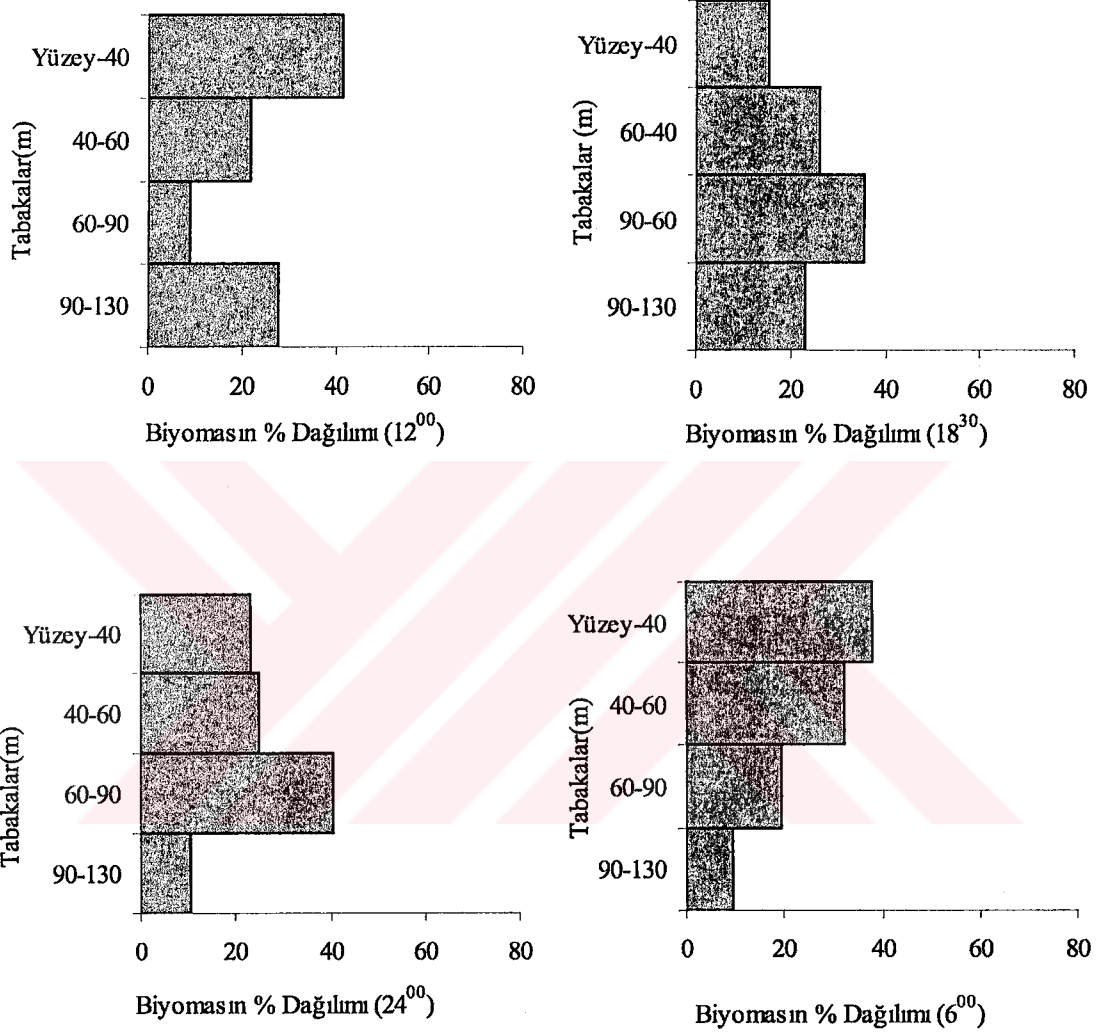 Tabakalar(m)
Yüzey-40
40-60
60-90
90-130
0 20 40 60 80
Biyomasın % Dağılımı (12⁰⁰)
Tabakalar (m)
Yüzey-40
60-40
90-60
90-130
0 20 40 60 80
Biyomasın % Dağılımı (18³⁰)
Tabakalar(m)
Yüzey-40
40-60
60-90
90-130
0 20 40 60 80
Biyomasın % Dağılımı (24⁰⁰)
Tabakalar(m)
Yüzey-40
40-60
60-90
90-130
0 20 40 60 80
Biyomasın % Dağılımı (6⁰⁰)